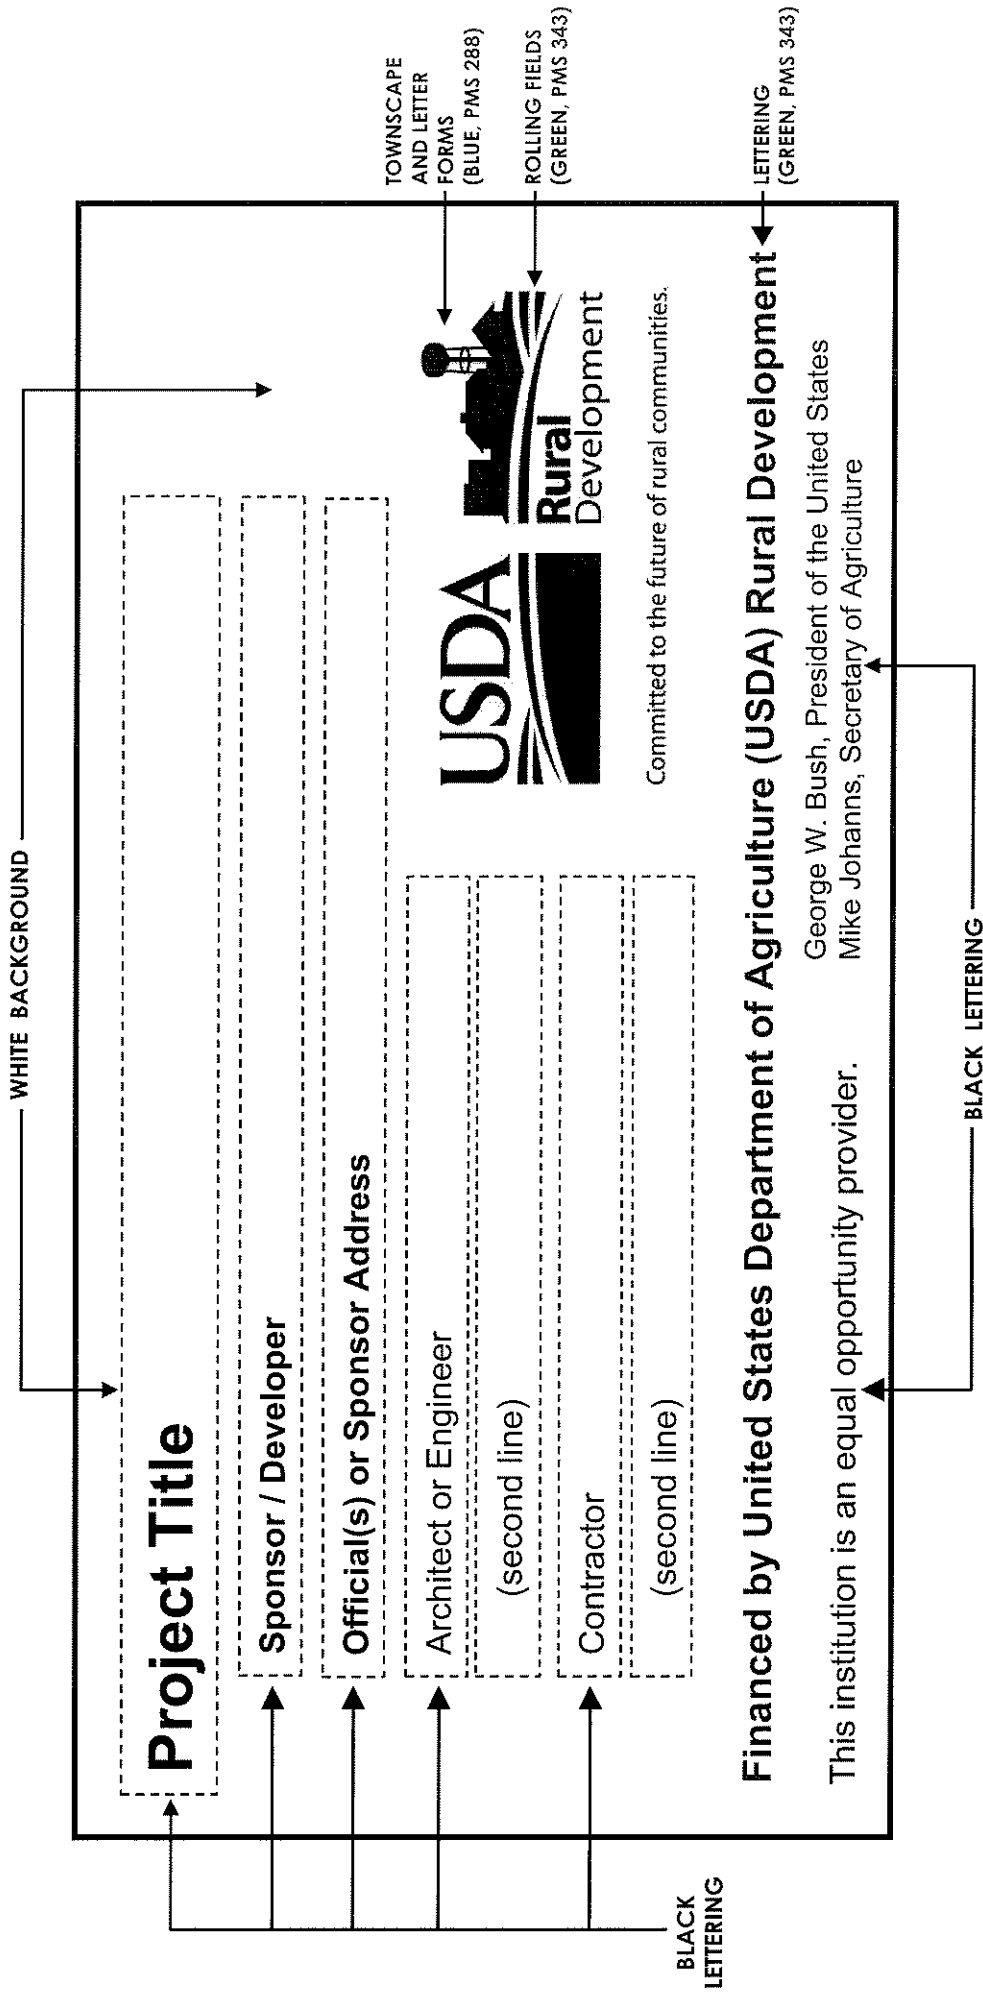 WHITE BACKGROUND
Project Title
Sponsor / Developer
Official(s) or Sponsor Address
Architect or Engineer
(second line)
Contractor
(second line)
USDA
Rural
Development
Committed to the future of rural communities.
TOWNSCAPE
AND LETTER
FORMS
(BLUE, PMS 288)
ROLLING FIELDS
(GREEN, PMS 343)
LETTERING
(GREEN, PMS 343)
Financed by United States Department of Agriculture (USDA) Rural Development
This institution is an equal opportunity provider.
George W. Bush, President of the United States
Mike Johanns, Secretary of Agriculture
BLACK
LETTERING
BLACK LETTERING